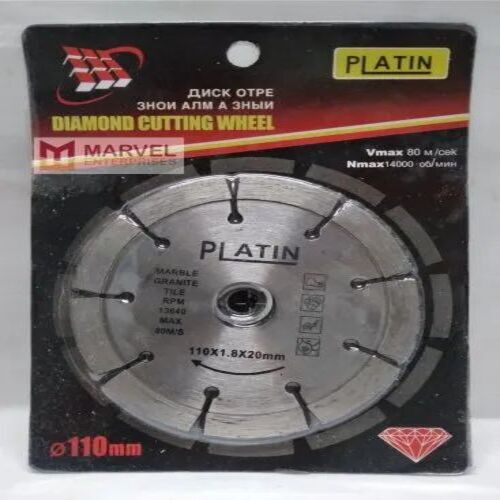 PLATIN
ДИСК ОТРЕ
ЗНОИ АЛМ А ЗНЫИ
DIAMOND CUTTING WHEEL
MARVEL
ENTERPRISES
Vmax 80 м/сек
Nmax14000 об/мин
PLATIN
MARBLE
GRANITE
TILE
RPM
13640
MAX
80M/S
110X1.8X20mm
ø110mm